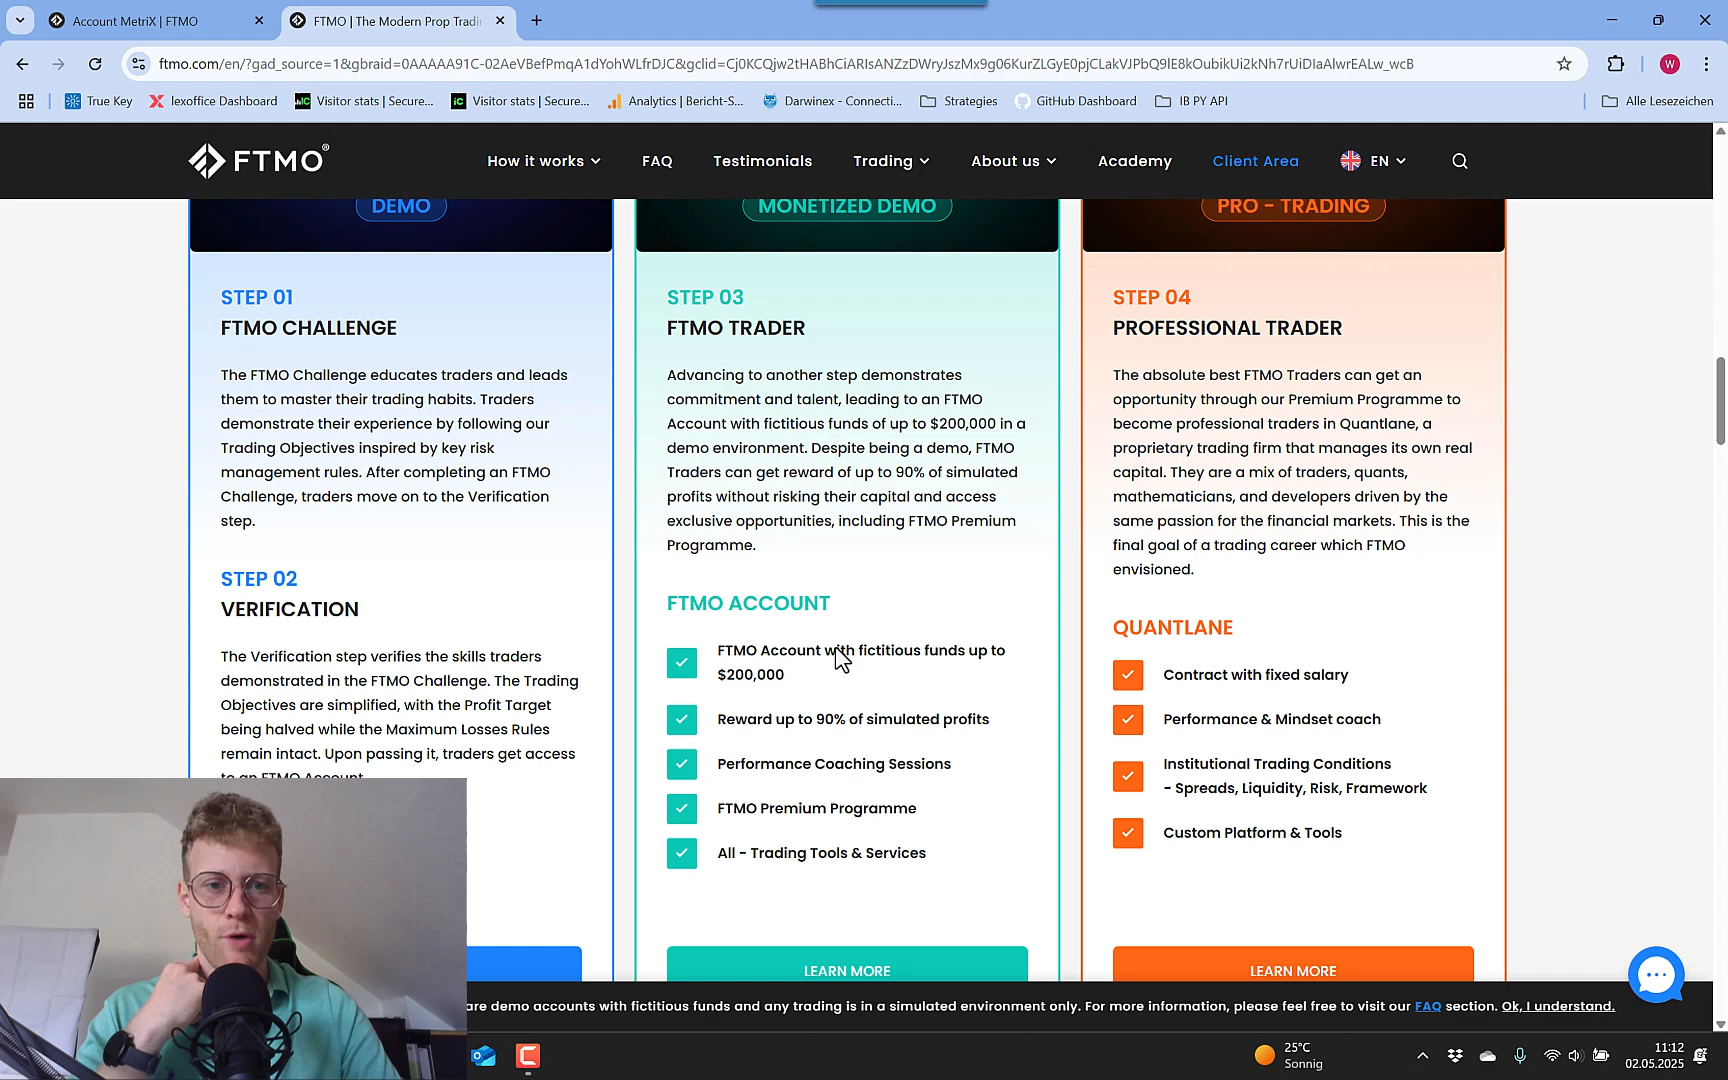 Account MetriX | FTMO
FTMO | The Modern Prop Tradi
ftmo.com/en/?gad_source=1&gbraid=0AAAAA91C-02AeVBefPmqA1dYohWLfrDJC&gclid=Cj0KCQjw2tHABhCiARIsANZzDWryJszMx9g06KurZLGyE0pjCLakVJPbQ9lE8kOubikUi2kNh7rUiDIaAlwrEALw_wcB
True Key
lexoffice Dashboard
Visitor stats | Secure...
Visitor stats | Secure...
Analytics | Bericht-S...
Darwinex - Connecti...
Strategies
GitHub Dashboard
IB PY API
Alle Lesezeichen
FTMO®
How it works
FAQ
Testimonials
Trading
About us
Academy
Client Area
EN
DEMO
STEP 01
FTMO CHALLENGE
The FTMO Challenge educates traders and leads
them to master their trading habits. Traders
demonstrate their experience by following our
Trading Objectives inspired by key risk
management rules. After completing an FTMO
Challenge, traders move on to the Verification
step.
STEP 02
VERIFICATION
The Verification step verifies the skills traders
demonstrated in the FTMO Challenge. The Trading
Objectives are simplified, with the Profit Target
being halved while the Maximum Losses Rules
remain intact. Upon passing it, traders get access
to an FTMO Account.
MONETIZED DEMO
STEP 03
FTMO TRADER
Advancing to another step demonstrates
commitment and talent, leading to an FTMO
Account with fictitious funds of up to $200,000 in a
demo environment. Despite being a demo, FTMO
Traders can get reward of up to 90% of simulated
profits without risking their capital and access
exclusive opportunities, including FTMO Premium
Programme.
FTMO ACCOUNT
FTMO Account with fictitious funds up to
$200,000
Reward up to 90% of simulated profits
Performance Coaching Sessions
FTMO Premium Programme
All - Trading Tools & Services
LEARN MORE
PRO - TRADING
STEP 04
PROFESSIONAL TRADER
The absolute best FTMO Traders can get an
opportunity through our Premium Programme to
become professional traders in Quantlane, a
proprietary trading firm that manages its own real
capital. They are a mix of traders, quants,
mathematicians, and developers driven by the
same passion for the financial markets. This is the
final goal of a trading career which FTMO
envisioned.
QUANTLANE
Contract with fixed salary
Performance & Mindset coach
Institutional Trading Conditions
- Spreads, Liquidity, Risk, Framework
Custom Platform & Tools
LEARN MORE
are demo accounts with fictitious funds and any trading is in a simulated environment only. For more information, please feel free to visit our FAQ section. Ok, I understand.
25°C
Sonnig
11:12
02.05.2025